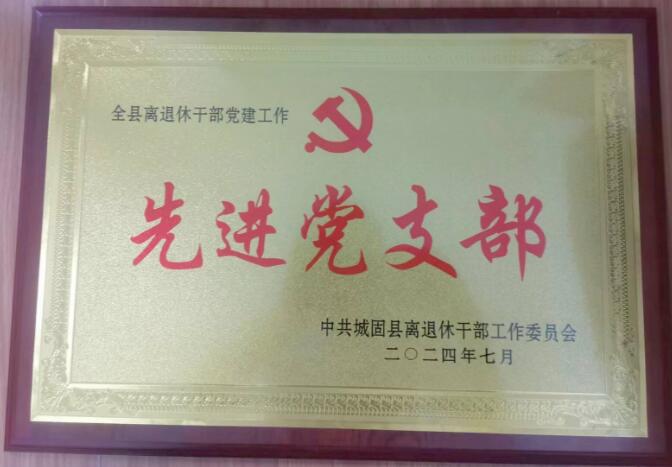 全县离退休干部党建工作
先进党支部
中共城固县离退休干部工作委员会
二〇二四年七月